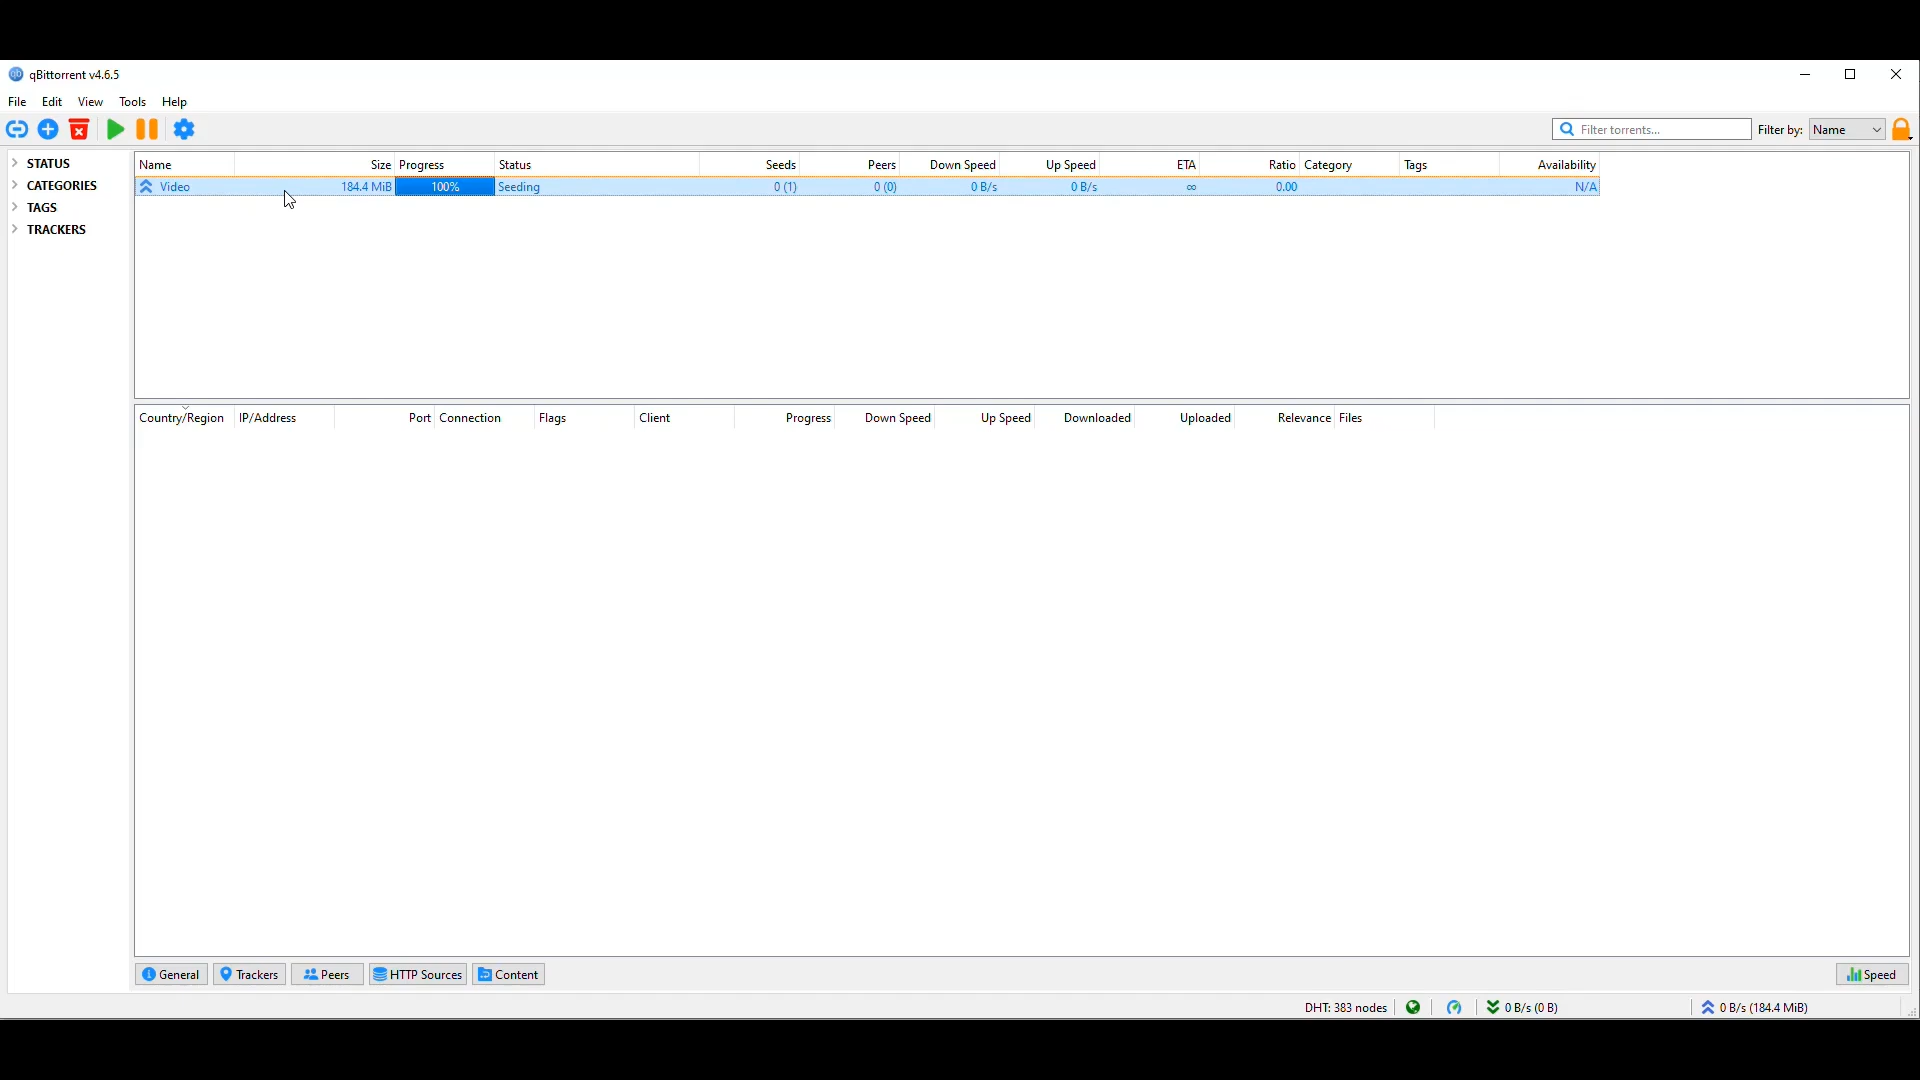 qBittorrent v4.6.5
File Edit View Tools Help
Filter torrents... Filter by: Name
STATUS
CATEGORIES
TAGS
TRACKERS
Name Size Progress Status Seeds Peers Down Speed Up Speed ETA Ratio Category Tags Availability
Video 184.4 MiB 100% Seeding 0 (1) 0 (0) 0 B/s 0 B/s ∞ 0.00 N/A
Country/Region IP/Address Port Connection Flags Client Progress Down Speed Up Speed Downloaded Uploaded Relevance Files
General Trackers Peers HTTP Sources Content Speed
DHT: 383 nodes 0 B/s (0 B) 0 B/s (184.4 MiB)